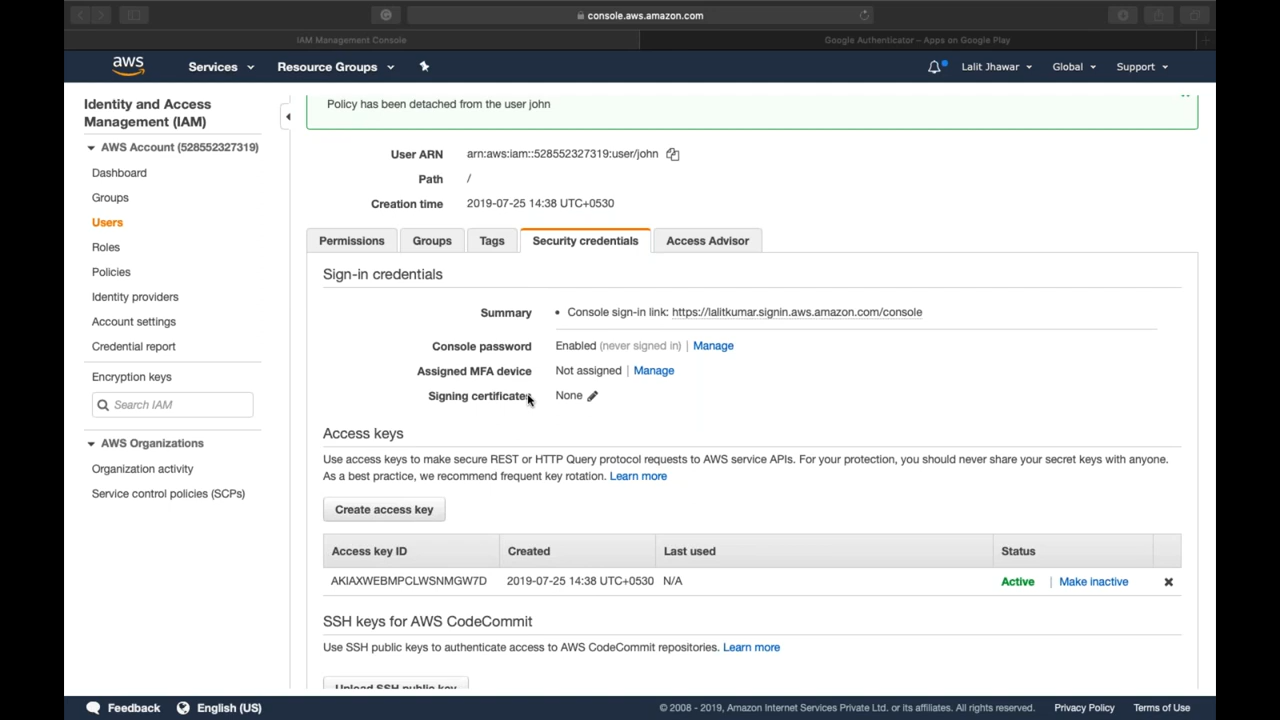 console.aws.amazon.com
IAM Management Console
Google Authenticator – Apps on Google Play
aws
Services
Resource Groups
Lalit Jhawar
Global
Support
Identity and Access
Management (IAM)
AWS Account (528552327319)
Dashboard
Groups
Users
Roles
Policies
Identity providers
Account settings
Credential report
Encryption keys
Search IAM
AWS Organizations
Organization activity
Service control policies (SCPs)
Policy has been detached from the user john
User ARN arn:aws:iam::528552327319:user/john
Path /
Creation time 2019-07-25 14:38 UTC+0530
Permissions Groups Tags Security credentials Access Advisor
Sign-in credentials
Summary • Console sign-in link: https://lalitkumar.signin.aws.amazon.com/console
Console password Enabled (never signed in) | Manage
Assigned MFA device Not assigned | Manage
Signing certificates None
Access keys
Use access keys to make secure REST or HTTP Query protocol requests to AWS service APIs. For your protection, you should never share your secret keys with anyone.
As a best practice, we recommend frequent key rotation. Learn more
Create access key
Access key ID Created Last used Status
AKIAXWEBMPCLWSNMGW7D 2019-07-25 14:38 UTC+0530 N/A Active | Make inactive
SSH keys for AWS CodeCommit
Use SSH public keys to authenticate access to AWS CodeCommit repositories. Learn more
Upload SSH public key
Feedback English (US)
© 2008 - 2019, Amazon Internet Services Private Ltd. or its affiliates. All rights reserved. Privacy Policy Terms of Use